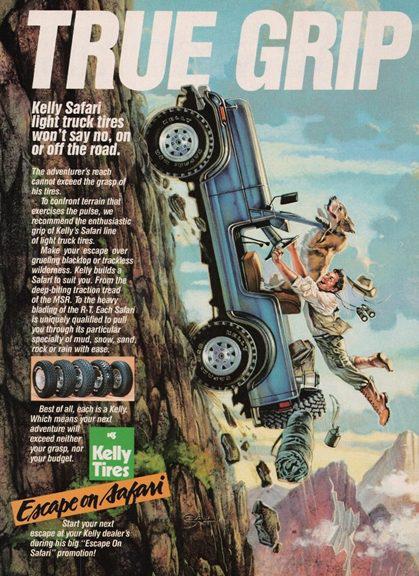 TRUE GRIP
Kelly Safari
light truck tires
won't say no, on
or off the road.
The adventurer's reach
cannot exceed the grasp of
his tires.
To confront terrain that
exercises the pulse, we
recommend the enthusiastic
grip of Kelly's Safari line
of light truck tires.
Make your escape over
grueling blacktop or trackless
wilderness. Kelly builds a
Safari to suit you. From the
deep-biting traction tread
of the MSR. To the heavy
blading of the R-T. Each Safari
is uniquely qualified to pull
you through its particular
specialty of mud, snow, sand,
rock or rain with ease.
Best of all, each is a Kelly.
Which means your next
adventure will
exceed neither
your grasp, nor
your budget.
Kelly
Tires
Escape on Safari
Start your next
escape at your Kelly dealer's
during his big "Escape On
Safari" promotion!